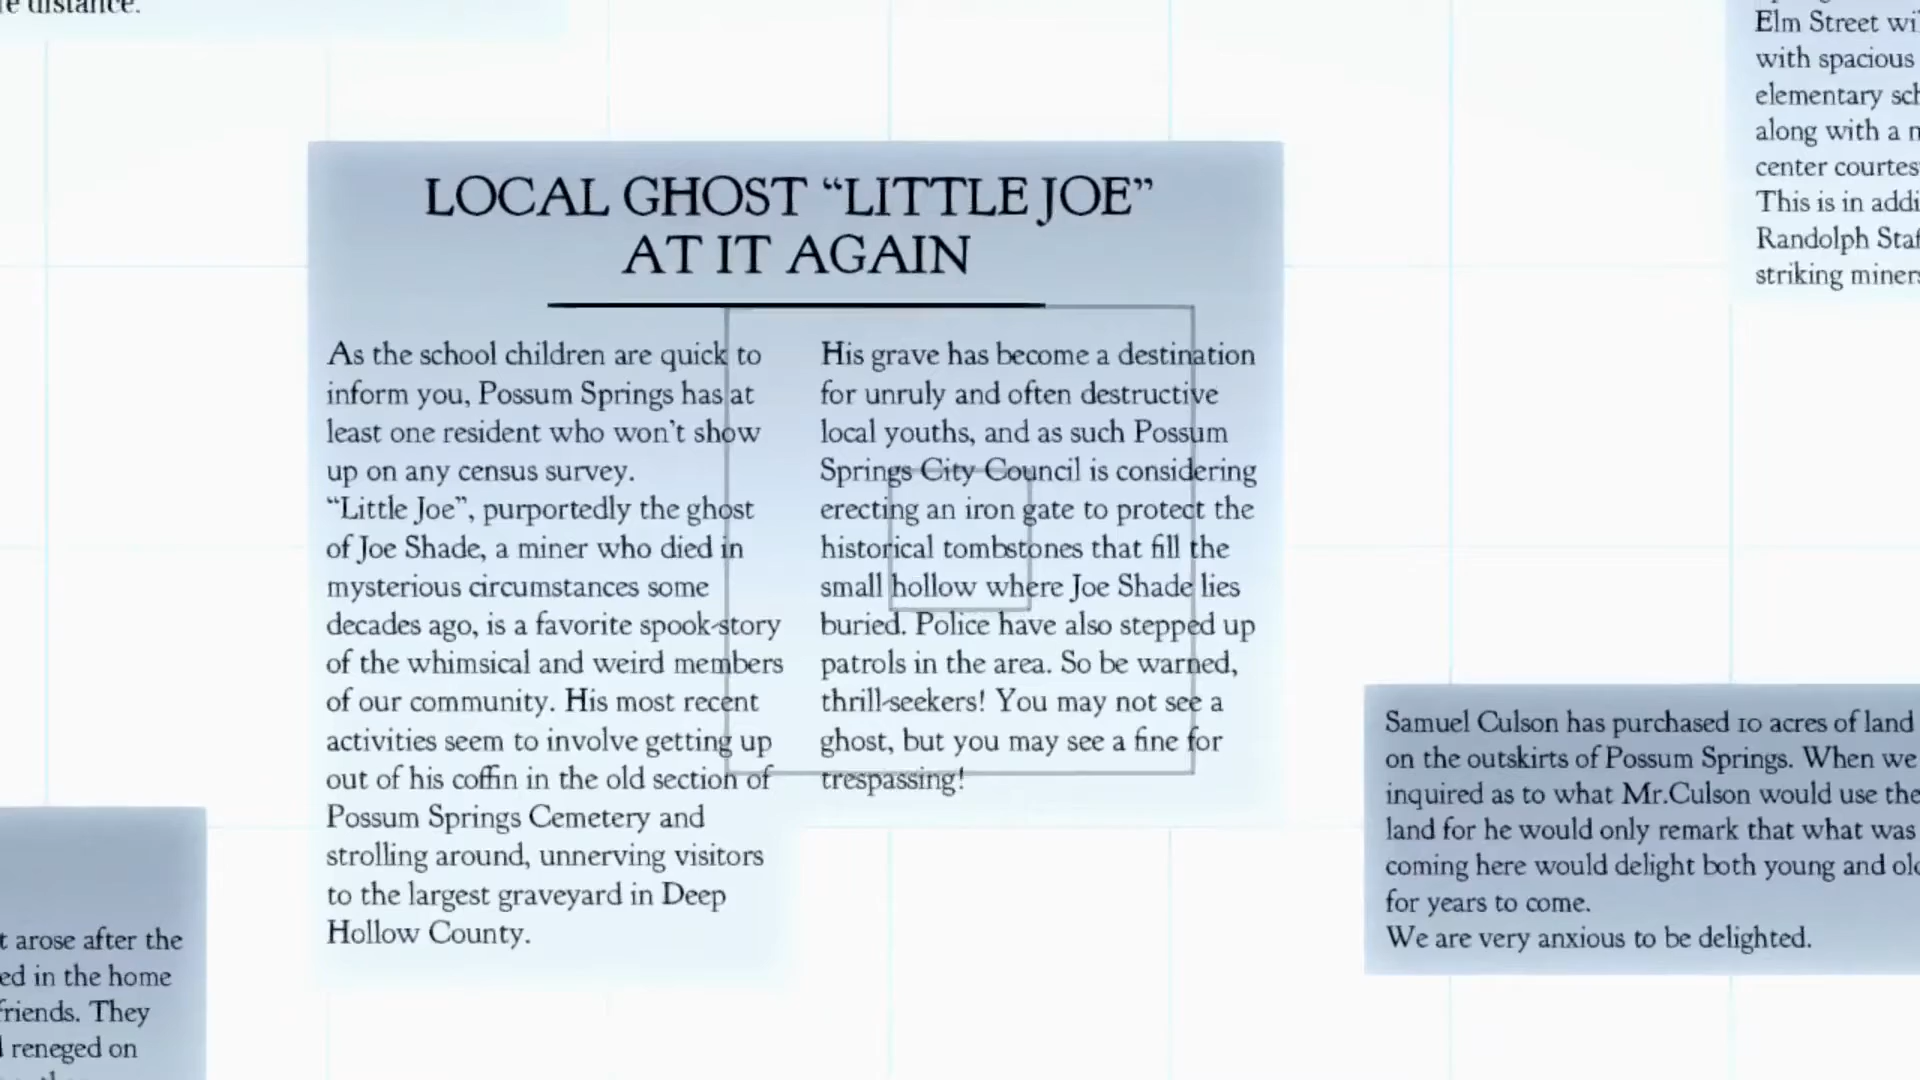 distance.
LOCAL GHOST “LITTLE JOE”
AT IT AGAIN
As the school children are quick to
inform you, Possum Springs has at
least one resident who won't show
up on any census survey.
“Little Joe”, purportedly the ghost
of Joe Shade, a miner who died in
mysterious circumstances some
decades ago, is a favorite spook-story
of the whimsical and weird members
of our community. His most recent
activities seem to involve getting up
out of his coffin in the old section of
Possum Springs Cemetery and
strolling around, unnerving visitors
to the largest graveyard in Deep
Hollow County.
His grave has become a destination
for unruly and often destructive
local youths, and as such Possum
Springs City Council is considering
erecting an iron gate to protect the
historical tombstones that fill the
small hollow where Joe Shade lies
buried. Police have also stepped up
patrols in the area. So be warned,
thrill-seekers! You may not see a
ghost, but you may see a fine for
trespassing!
Elm Street
with spacious
elementary
along with a
center
This is in
Randolph
striking
Samuel Culson has purchased 10 acres of land
on the outskirts of Possum Springs. When we
inquired as to what Mr.Culson would use the
land for he would only remark that what was
coming here would delight both young and
for years to come.
We are very anxious to be delighted.
arose after the
in the home
friends. They
reneged on